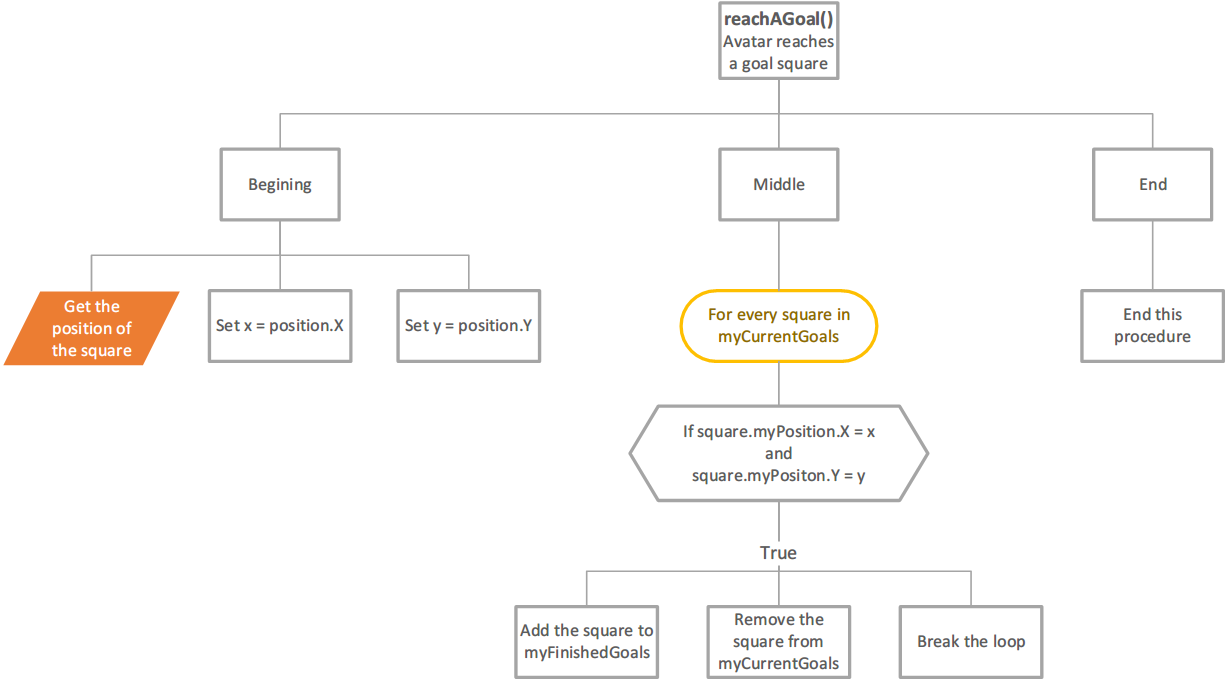 reachAGoal()
Avatar reaches
a goal square
Begining
Middle
End
Get the
position of
the square
Set x = position.X
Set y = position.Y
For every square in
myCurrentGoals
End this
procedure
If square.myPosition.X = x
and
square.myPositon.Y = y
True
Add the square to
myFinishedGoals
Remove the
square from
myCurrentGoals
Break the loop